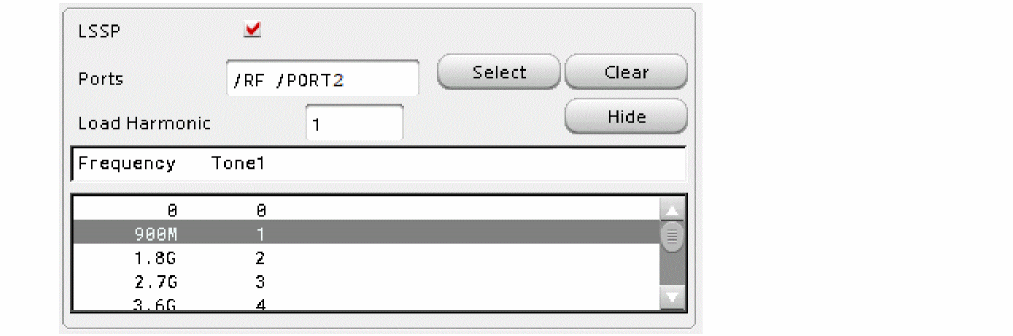 LSSP
Ports /RF /PORT2 Select Clear
Load Harmonic 1 Hide
Frequency Tone1
0 0
900M 1
1.8G 2
2.7G 3
3.6G 4